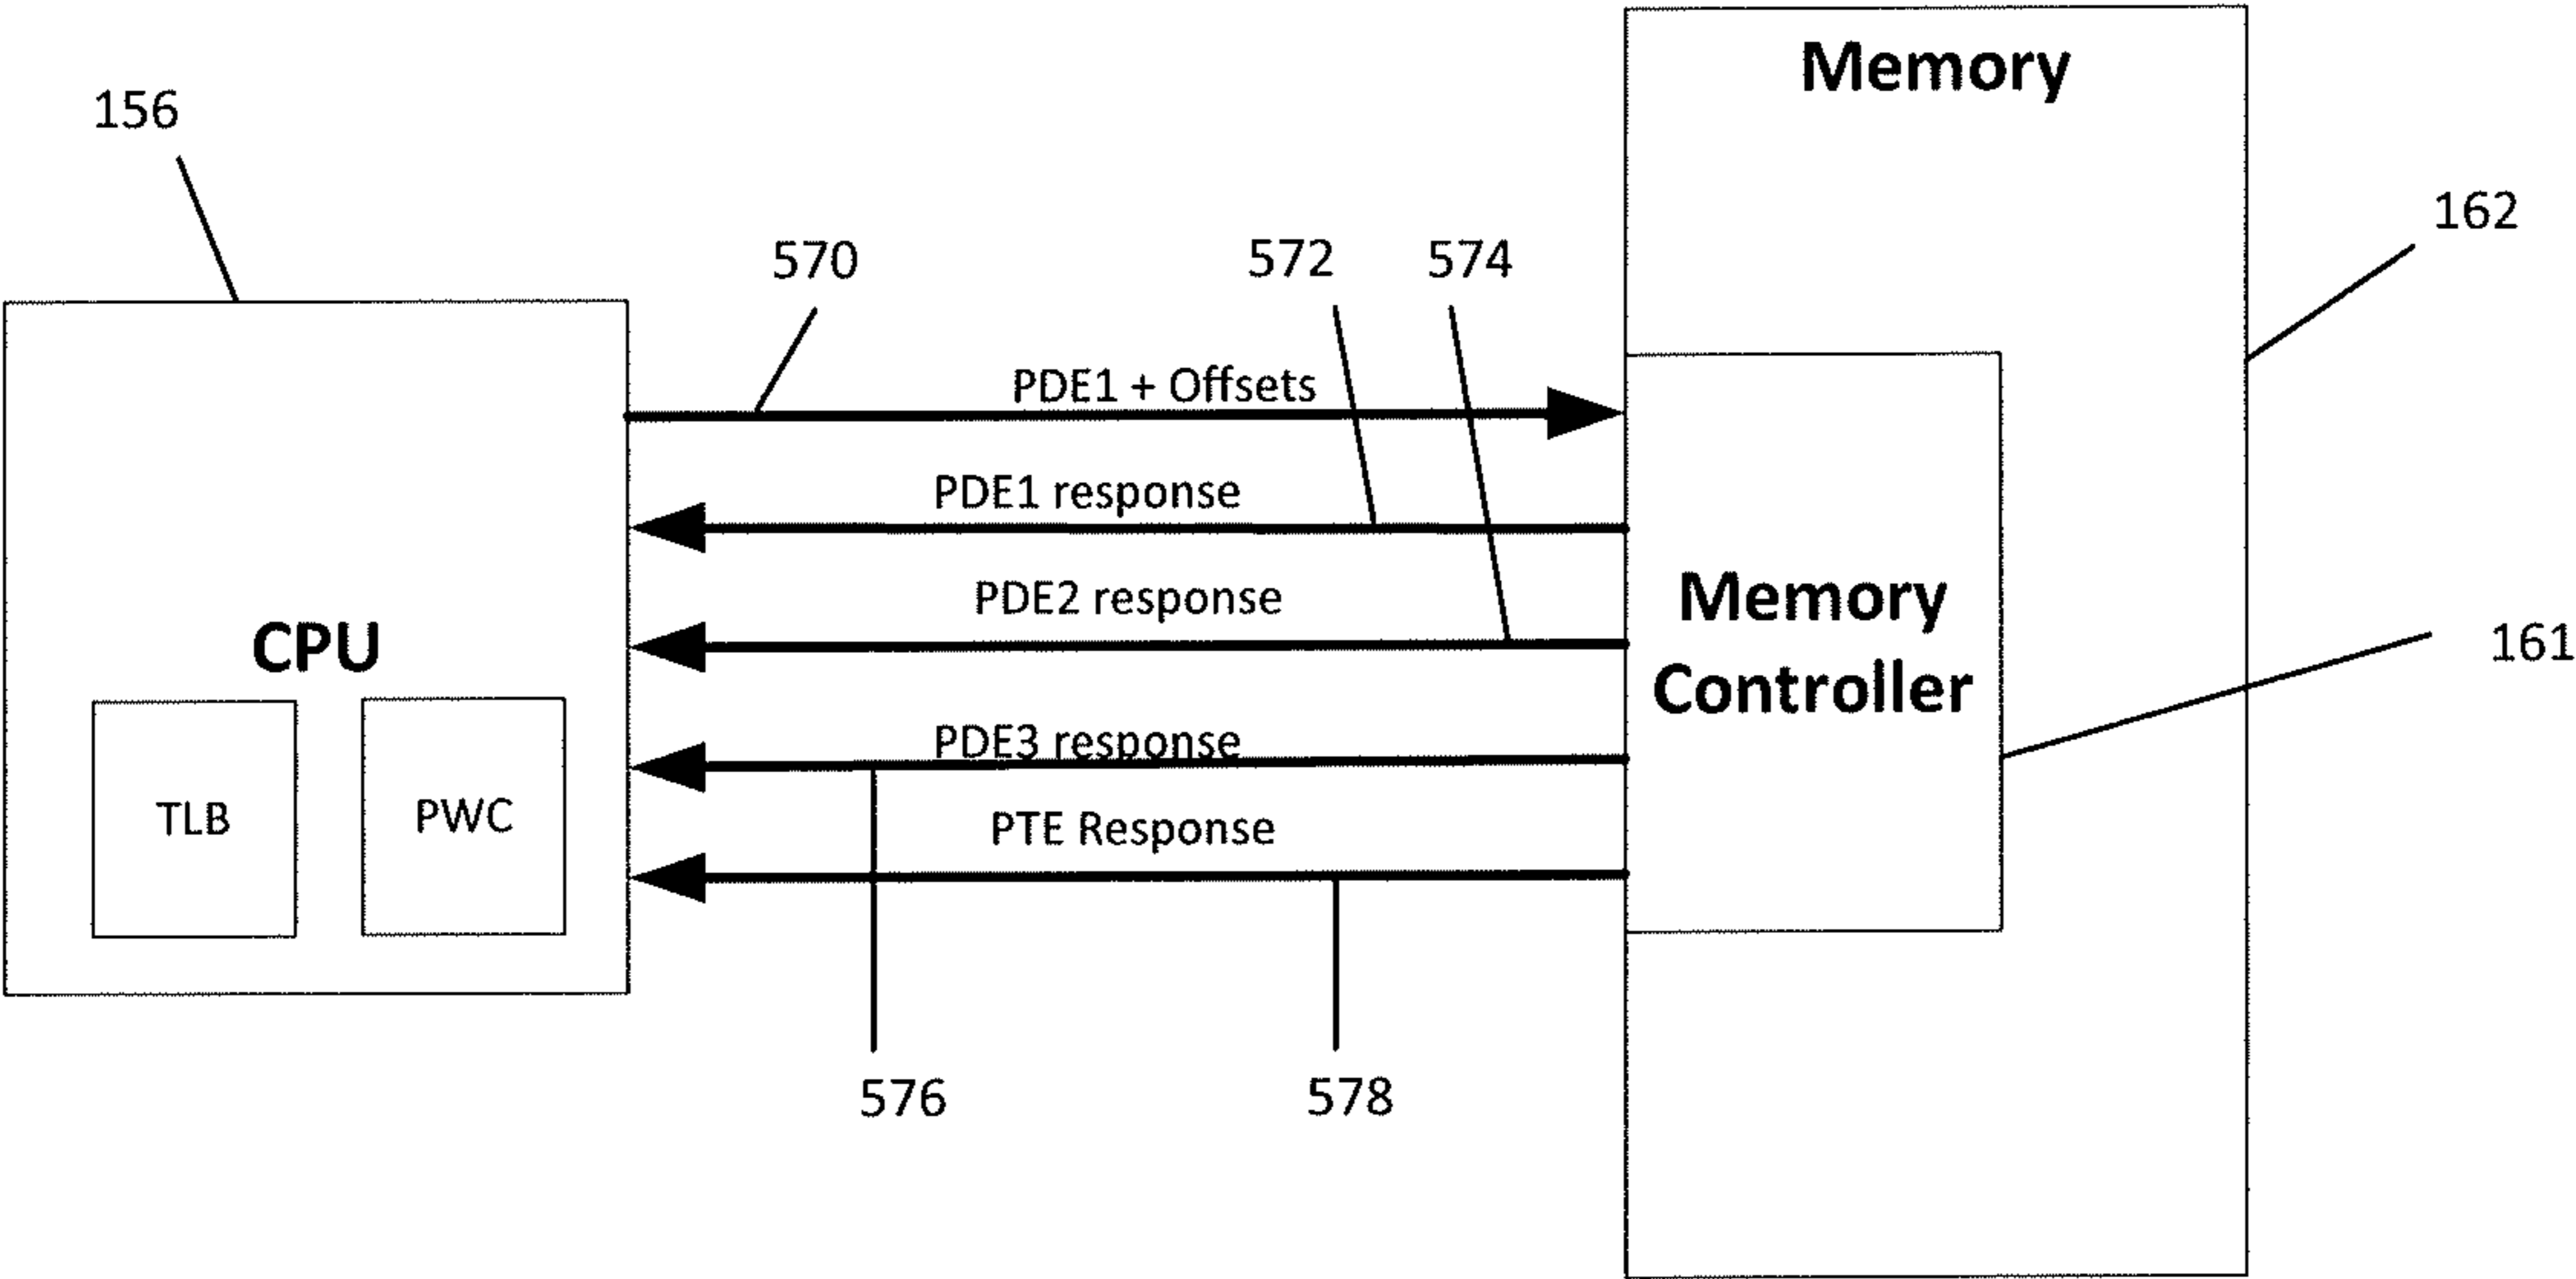 Memory
156
162
570
572
574
PDE1 + Offsets
PDE1 response
PDE2 response
Memory
Controller
CPU
161
PDE3 response
TLB
PWC
PTE Response
576
578